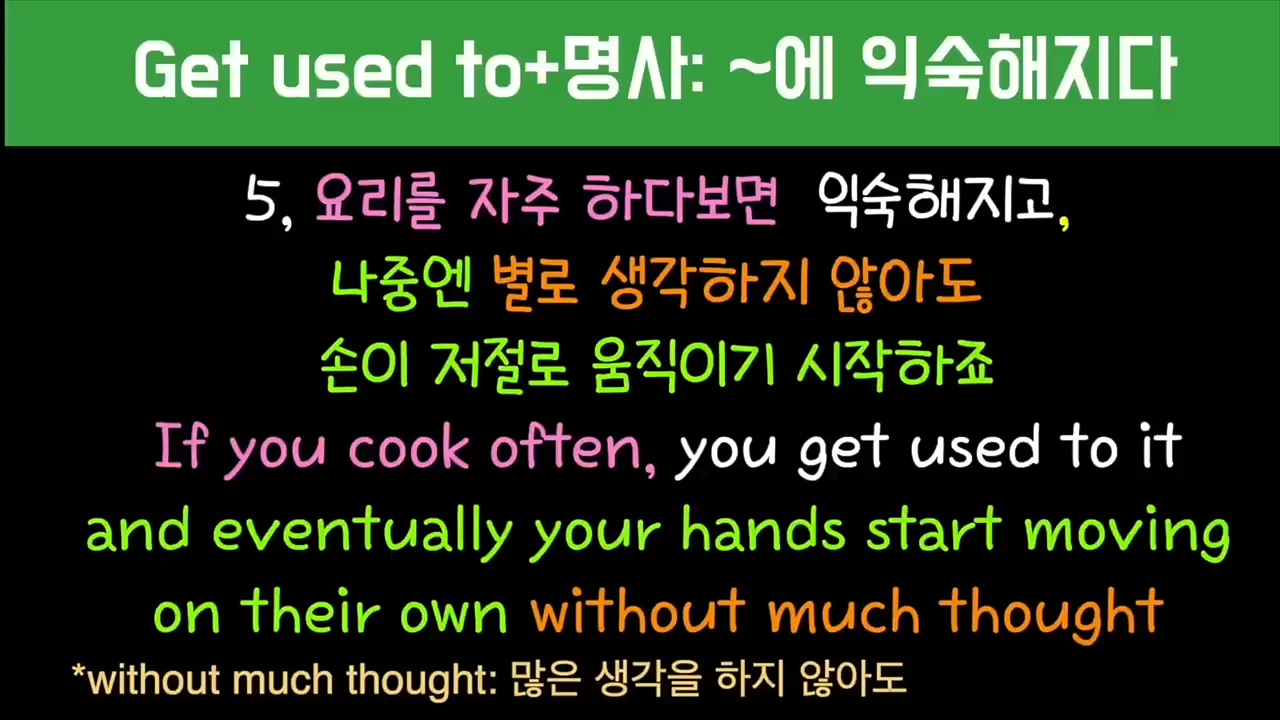 Get used to+명사: ~에 익숙해지다
5, 요리를 자주 하다보면 익숙해지고,
나중엔 별로 생각하지 않아도
손이 저절로 움직이기 시작하죠
If you cook often, you get used to it
and eventually your hands start moving
on their own without much thought
*without much thought: 많은 생각을 하지 않아도